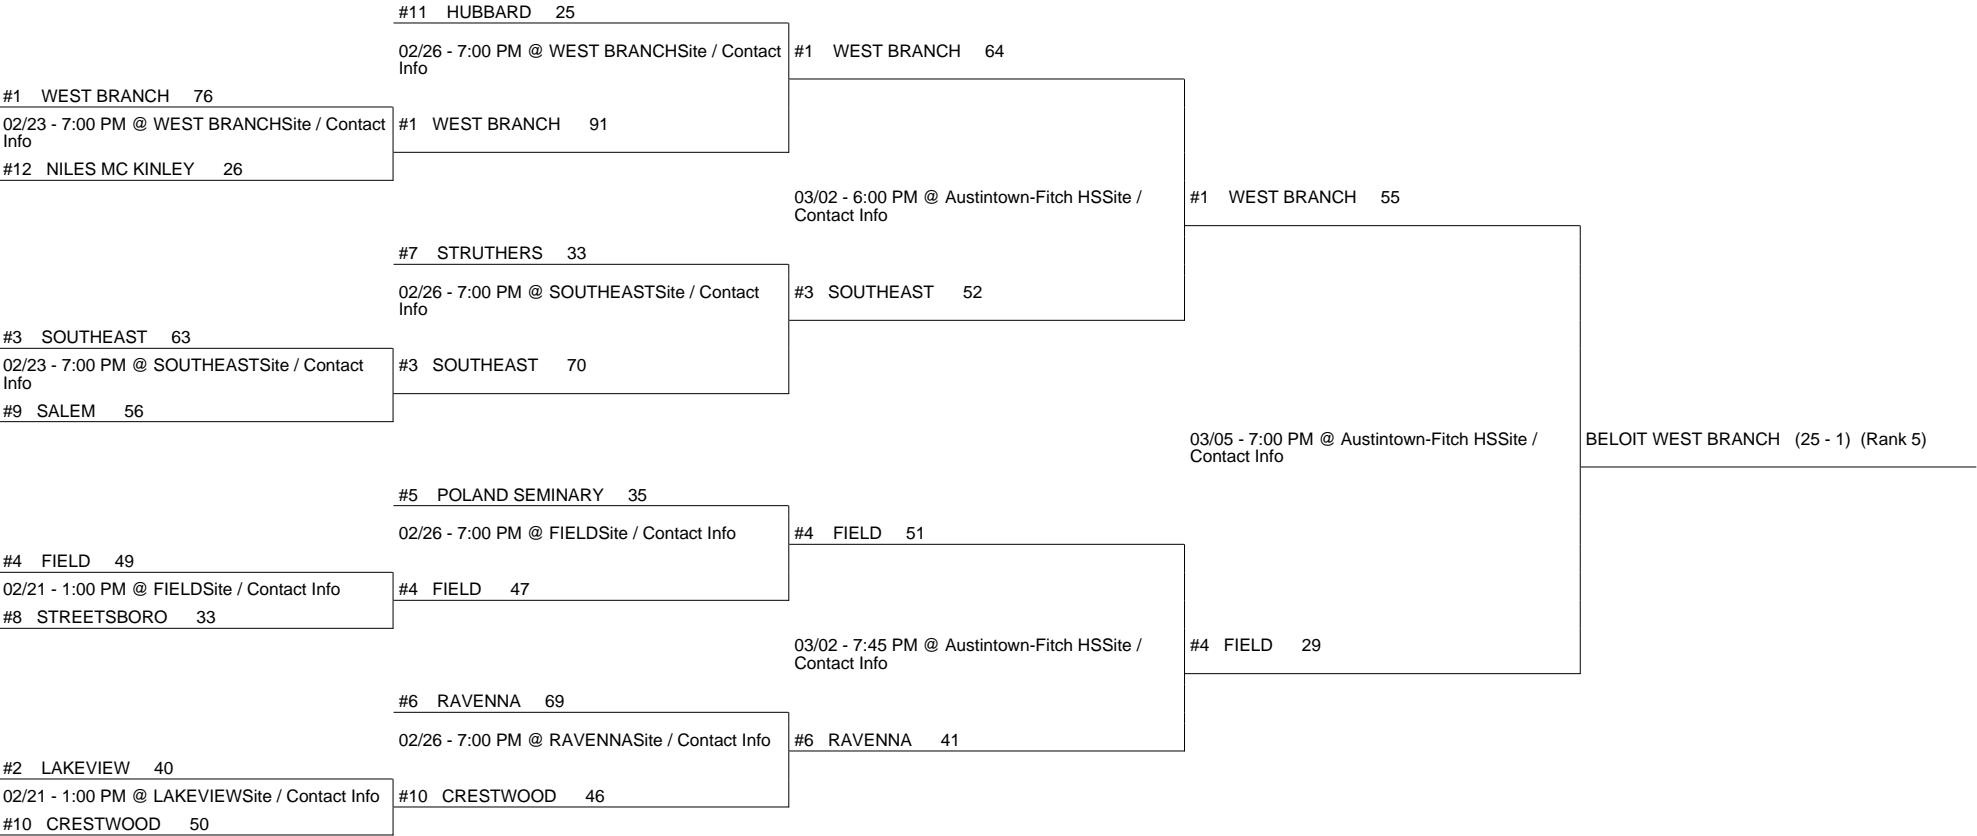 #11 HUBBARD 25
02/26 - 7:00 PM @ WEST BRANCHSite / Contact
Info
#1 WEST BRANCH 64
#1 WEST BRANCH 76
02/23 - 7:00 PM @ WEST BRANCHSite / Contact
Info
#1 WEST BRANCH 91
#12 NILES MC KINLEY 26
03/02 - 6:00 PM @ Austintown-Fitch HSSite /
Contact Info
#1 WEST BRANCH 55
#7 STRUTHERS 33
02/26 - 7:00 PM @ SOUTHEASTSite / Contact
Info
#3 SOUTHEAST 52
#3 SOUTHEAST 63
02/23 - 7:00 PM @ SOUTHEASTSite / Contact
Info
#3 SOUTHEAST 70
#9 SALEM 56
03/05 - 7:00 PM @ Austintown-Fitch HSSite /
Contact Info
BELOIT WEST BRANCH (25 - 1) (Rank 5)
#5 POLAND SEMINARY 35
02/26 - 7:00 PM @ FIELDSite / Contact Info
#4 FIELD 51
#4 FIELD 49
02/21 - 1:00 PM @ FIELDSite / Contact Info
#4 FIELD 47
#8 STREETSBORO 33
03/02 - 7:45 PM @ Austintown-Fitch HSSite /
Contact Info
#4 FIELD 29
#6 RAVENNA 69
02/26 - 7:00 PM @ RAVENNASite / Contact Info
#6 RAVENNA 41
#2 LAKEVIEW 40
02/21 - 1:00 PM @ LAKEVIEWSite / Contact Info
#10 CRESTWOOD 46
#10 CRESTWOOD 50